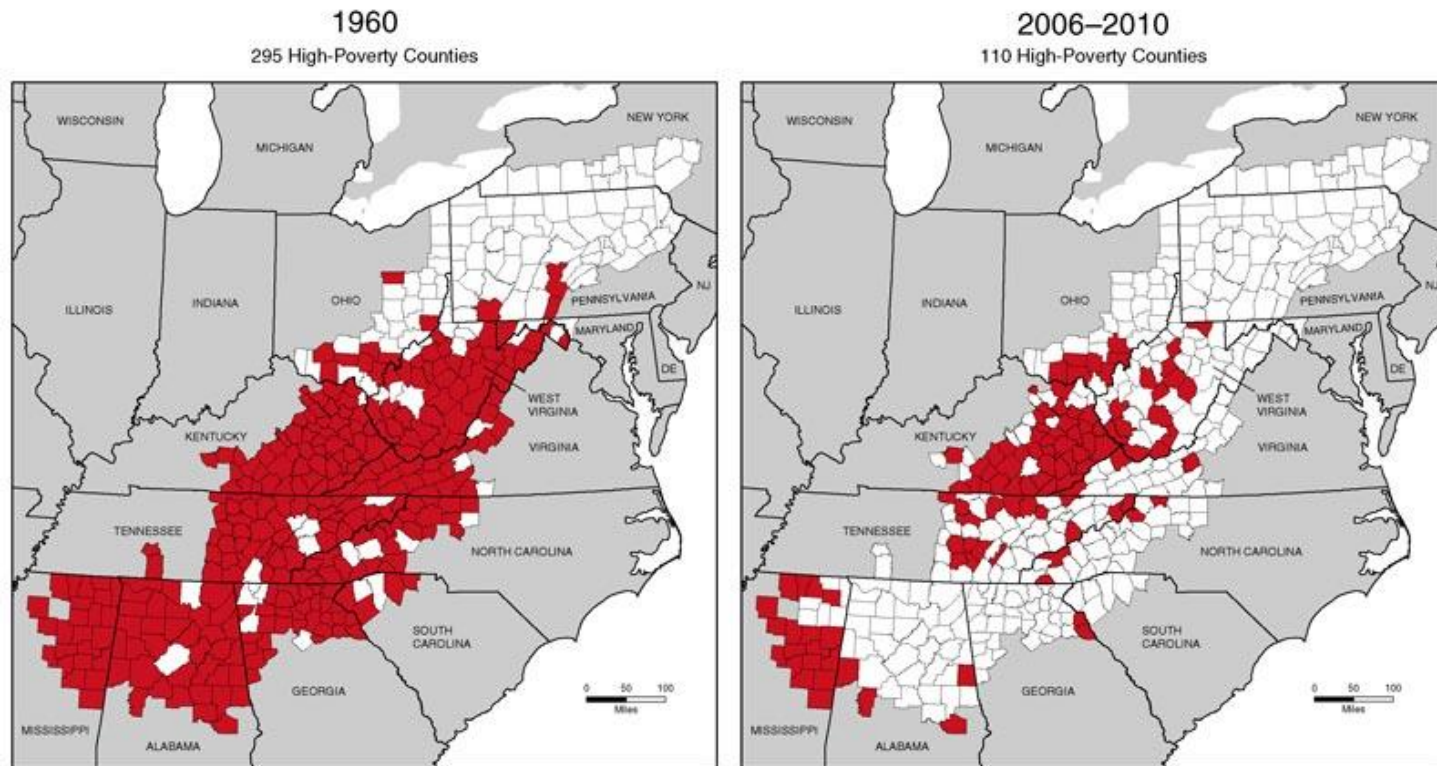 1960
295 High-Poverty Counties
WISCONSIN
MICHIGAN
NEW YORK
ILLINOIS
INDIANA
OHIO
PENNSYLVANIA
NJ
MARYLAND
DE
WEST
VIRGINIA
VIRGINIA
KENTUCKY
TENNESSEE
NORTH CAROLINA
SOUTH
CAROLINA
GEORGIA
MISSISSIPPI
ALABAMA
0 50 100
Miles
2006–2010
110 High-Poverty Counties
WISCONSIN
MICHIGAN
NEW YORK
ILLINOIS
INDIANA
OHIO
PENNSYLVANIA
NJ
MARYLAND
DE
WEST
VIRGINIA
VIRGINIA
KENTUCKY
TENNESSEE
NORTH CAROLINA
SOUTH
CAROLINA
GEORGIA
MISSISSIPPI
ALABAMA
0 50 100
Miles